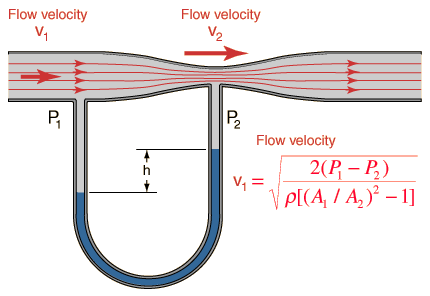 Flow velocity
v₁
Flow velocity
v₂
P₁
P₂
h
Flow velocity
v₁ = √(2(P₁ − P₂) / ρ[(A₁ / A₂)² − 1])